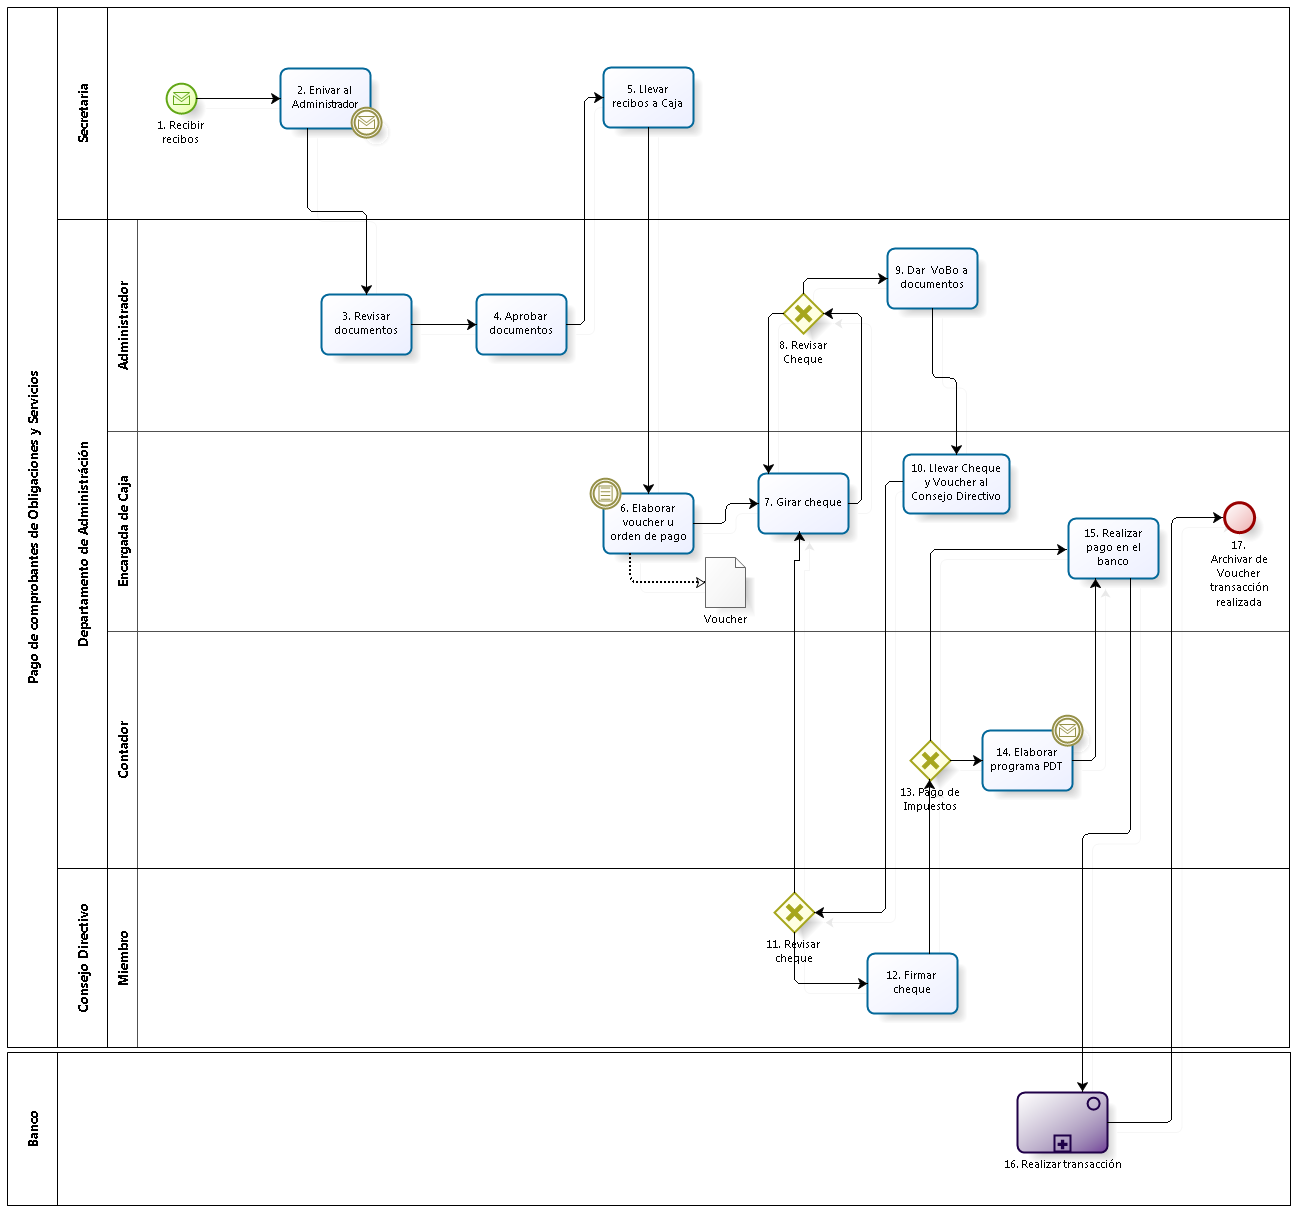 Pago de comprobantes de Obligaciones y Servicios
Secretaria
1. Recibir
recibos
2. Enivar al
Administrador
5. Llevar
recibos a Caja
Departamento de Administráción
Administrador
3. Revisar
documentos
4. Aprobar
documentos
8. Revisar
Cheque
9. Dar VoBo a
documentos
Encargada de Caja
6. Elaborar
voucher u
orden de pago
Voucher
7. Girar cheque
10. Llevar Cheque
y Voucher al
Consejo Directivo
15. Realizar
pago en el
banco
17.
Archivar de
Voucher
transacción
realizada
Contador
13. Pago de
Impuestos
14. Elaborar
programa PDT
Consejo Directivo
Miembro
11. Revisar
cheque
12. Firmar
cheque
Banco
16. Realizar transacción